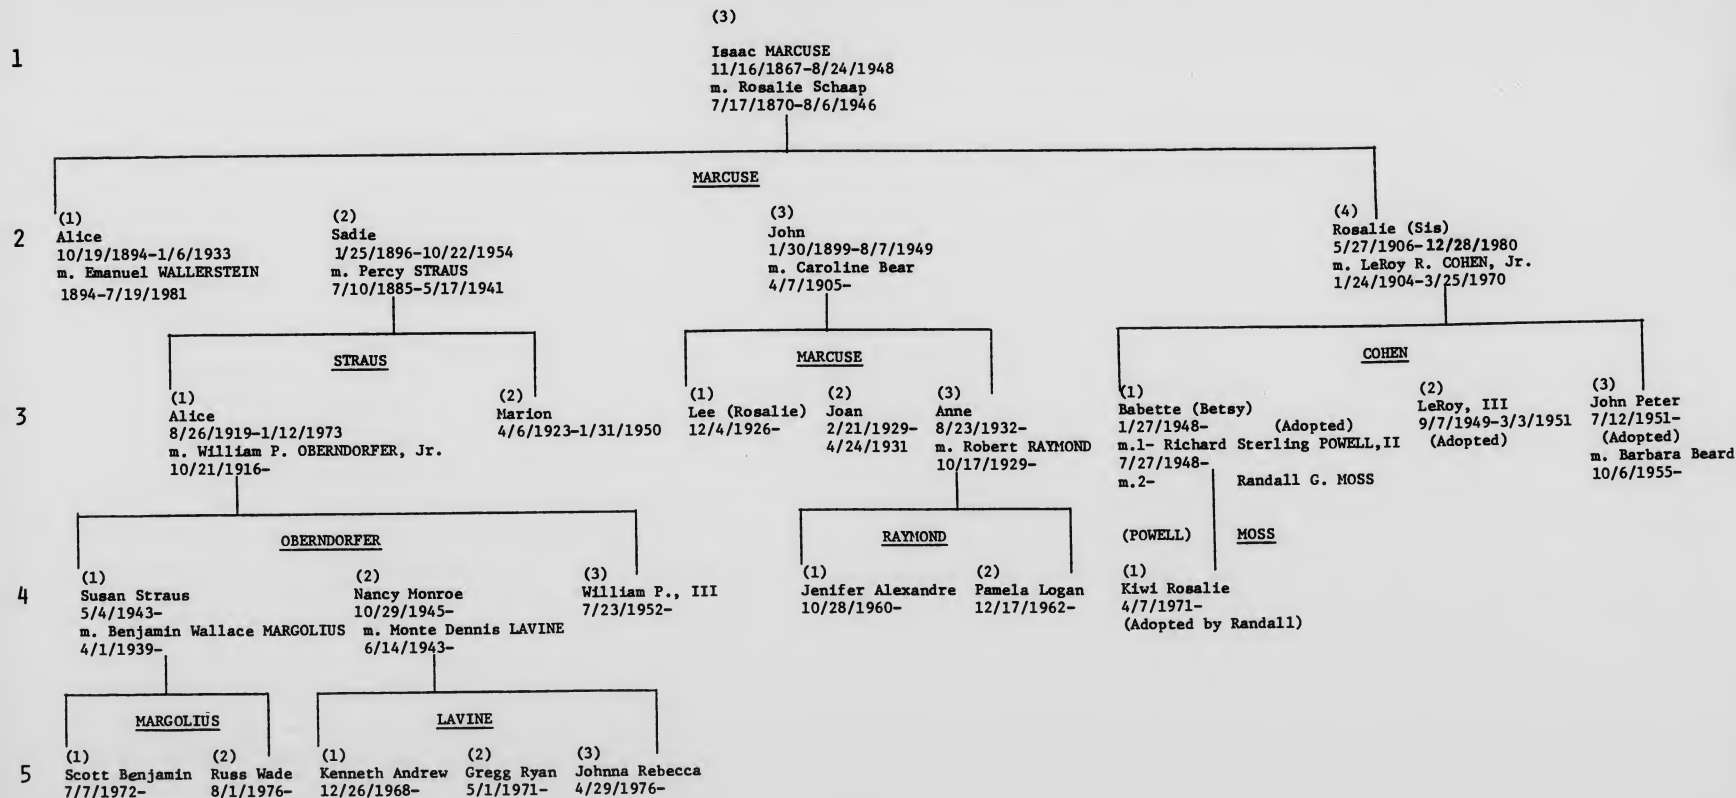 (3)
1
Isaac MARCUSE
11/16/1867-8/24/1948
m. Rosalie Schaap
7/17/1870-8/6/1946
MARCUSE
2
(1)
Alice
10/19/1894-1/6/1933
m. Emanuel WALLERSTEIN
1894-7/19/1981
(2)
Sadie
1/25/1896-10/22/1954
m. Percy STRAUS
7/10/1885-5/17/1941
(3)
John
1/30/1899-8/7/1949
m. Caroline Bear
4/7/1905-
(4)
Rosalie (Sis)
5/27/1906-12/28/1980
m. LeRoy R. COHEN, Jr.
1/24/1904-3/25/1970
STRAUS
MARCUSE
COHEN
3
(1)
Alice
8/26/1919-1/12/1973
m. William P. OBERNDORFER, Jr.
10/21/1916-
(2)
Marion
4/6/1923-1/31/1950
(1)
Lee (Rosalie)
12/4/1926-
(2)
Joan
2/21/1929-
4/24/1931
(3)
Anne
8/23/1932-
m. Robert RAYMOND
10/17/1929-
(1)
Babette (Betsy)
1/27/1948- (Adopted)
m.1- Richard Sterling POWELL,II
7/27/1948-
m.2- Randall G. MOSS
(2)
LeRoy, III
9/7/1949-3/3/1951
(Adopted)
(3)
John Peter
7/12/1951-
(Adopted)
m. Barbara Beard
10/6/1955-
OBERNDORFER
RAYMOND
(POWELL) MOSS
4
(1)
Susan Straus
5/4/1943-
m. Benjamin Wallace MARGOLIUS
4/1/1939-
(2)
Nancy Monroe
10/29/1945-
m. Monte Dennis LAVINE
6/14/1943-
(3)
William P., III
7/23/1952-
(1)
Jenifer Alexandre
10/28/1960-
(2)
Pamela Logan
12/17/1962-
(1)
Kiwi Rosalie
4/7/1971-
(Adopted by Randall)
MARGOLIUS
LAVINE
5
(1)
Scott Benjamin
7/7/1972-
(2)
Russ Wade
8/1/1976-
(1)
Kenneth Andrew
12/26/1968-
(2)
Gregg Ryan
5/1/1971-
(3)
Johnna Rebecca
4/29/1976-